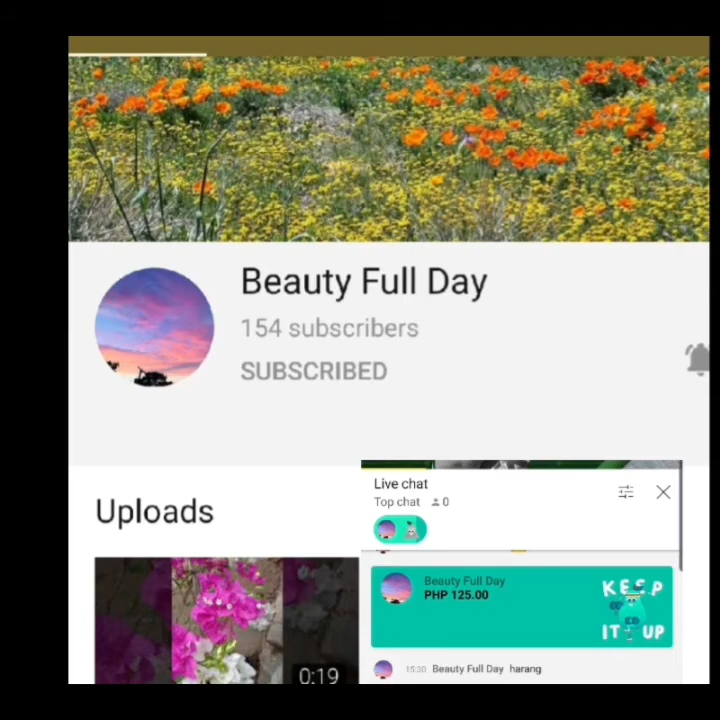 Beauty Full Day
154 subscribers
SUBSCRIBED
Uploads
0:19
Live chat
Top chat 0
Beauty Full Day
PHP 125.00
KEEP
IT UP
15:30 Beauty Full Day harang